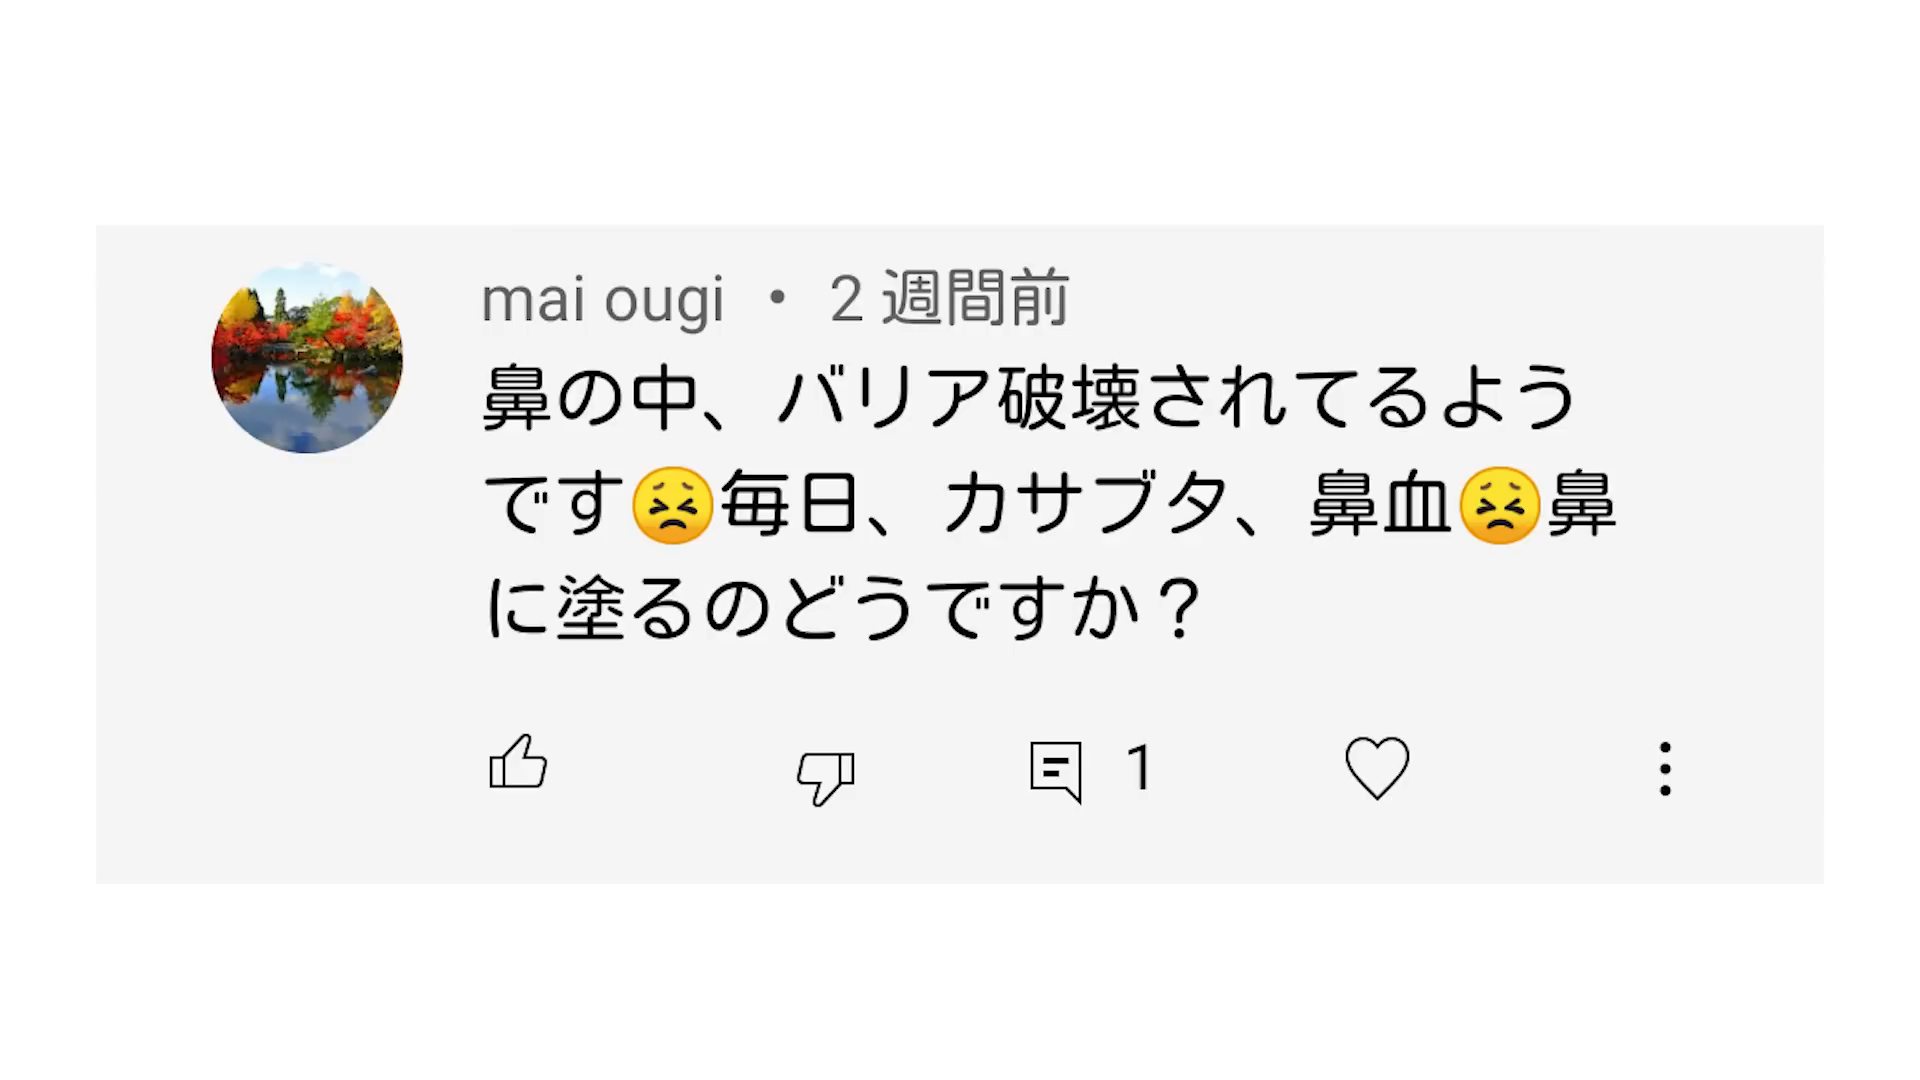 mai ougi ・ 2 週間前
鼻の中、バリア破壊されてるよう
です😣毎日、カサブタ、鼻血😣鼻
に塗るのどうですか？
1